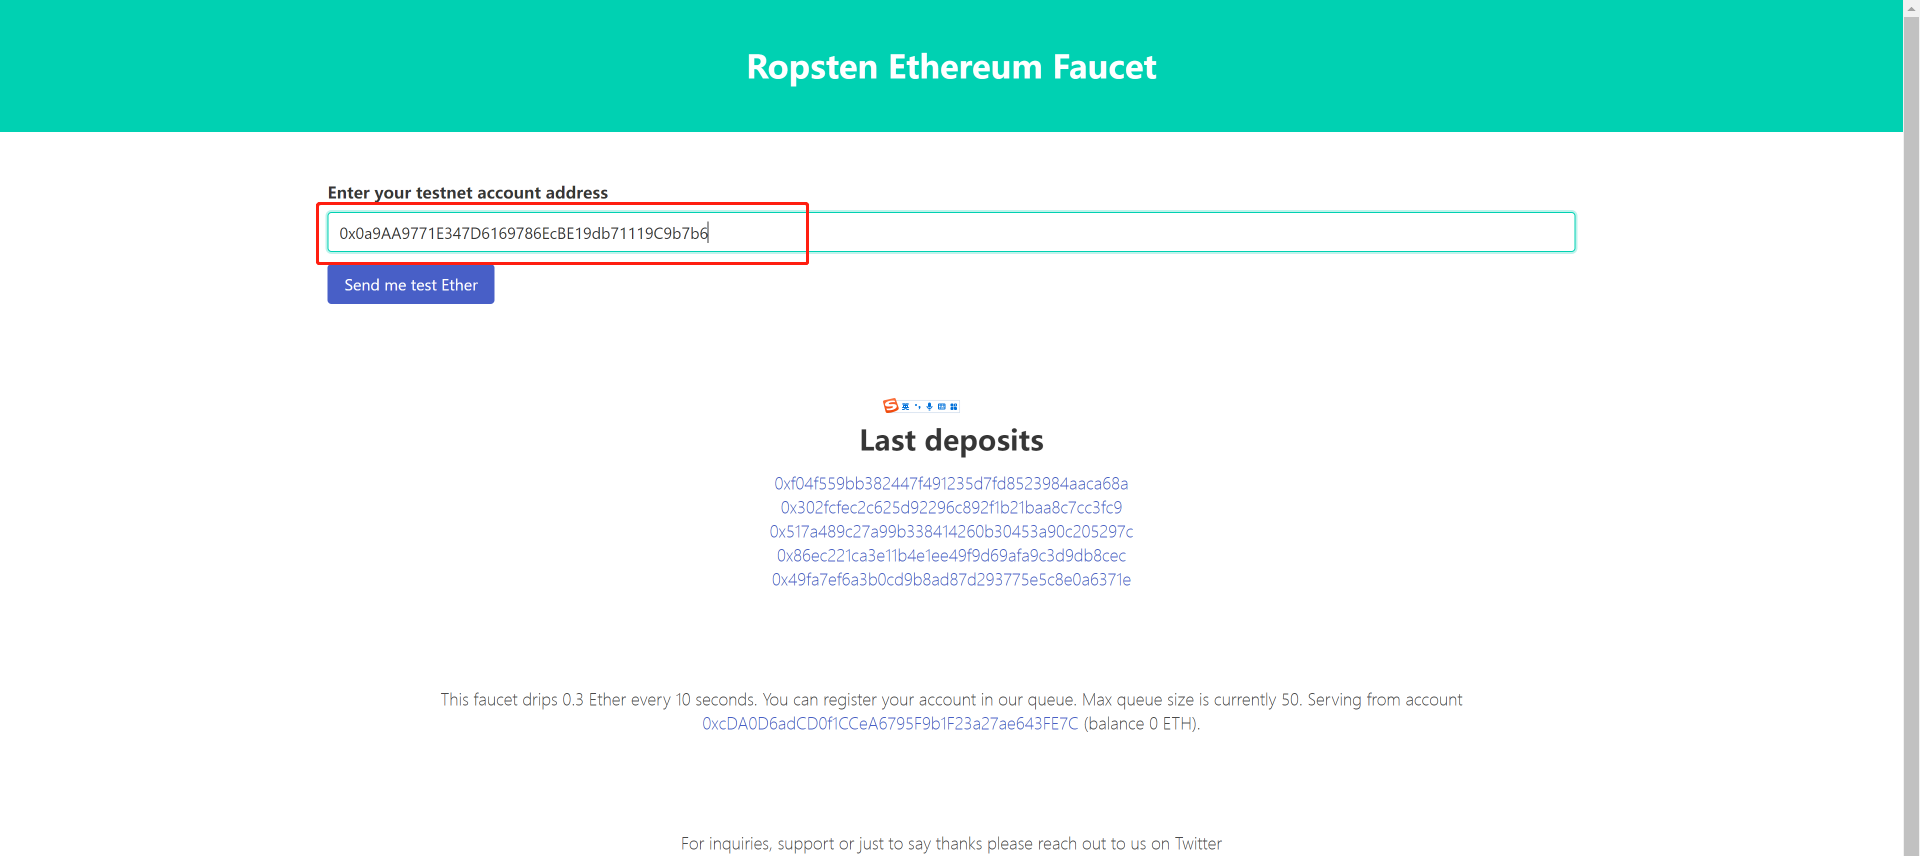 Ropsten Ethereum Faucet
Enter your testnet account address
0x0a9AA9771E347D6169786EcBE19db71119C9b7b6
Send me test Ether
英
Last deposits
0xf04f559bb382447f491235d7fd8523984aaca68a
0x302fcfec2c625d92296c892f1b21baa8c7cc3fc9
0x517a489c27a99b338414260b30453a90c205297c
0x86ec221ca3e11b4e1ee49f9d69afa9c3d9db8cec
0x49fa7ef6a3b0cd9b8ad87d293775e5c8e0a6371e
This faucet drips 0.3 Ether every 10 seconds. You can register your account in our queue. Max queue size is currently 50. Serving from account
0xcDA0D6adCD0f1CCeA6795F9b1F23a27ae643FE7C (balance 0 ETH).
For inquiries, support or just to say thanks please reach out to us on Twitter